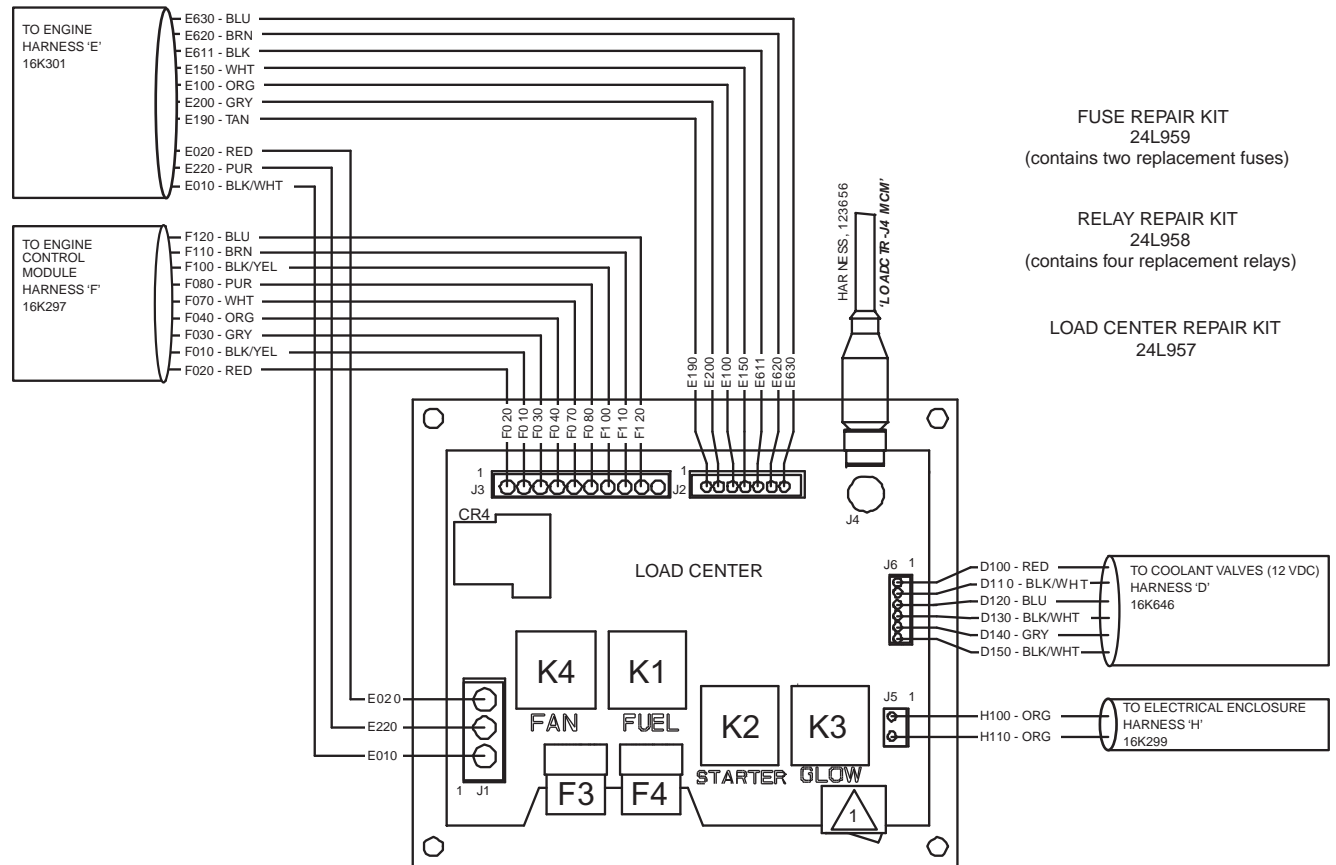 TO ENGINE
HARNESS 'E'
16K301
E630 - BLU
E620 - BRN
E611 - BLK
E150 - WHT
E100 - ORG
E200 - GRY
E190 - TAN
E020 - RED
E220 - PUR
E010 - BLK/WHT
TO ENGINE
CONTROL
MODULE
HARNESS 'F'
16K297
F120 - BLU
F110 - BRN
F100 - BLK/YEL
F080 - PUR
F070 - WHT
F040 - ORG
F030 - GRY
F010 - BLK/YEL
F020 - RED
FUSE REPAIR KIT
24L959
(contains two replacement fuses)
RELAY REPAIR KIT
24L958
(contains four replacement relays)
LOAD CENTER REPAIR KIT
24L957
HARNESS, 123656
'LOADCTR-J4 MCM'
F020
F010
F030
F040
F070
F080
F100
F110
F120
E190
E200
E100
E150
E611
E620
E630
1
J3
1
J2
J4
CR4
LOAD CENTER
J6 1
D100 - RED
D110 - BLK/WHT
D120 - BLU
D130 - BLK/WHT
D140 - GRY
D150 - BLK/WHT
TO COOLANT VALVES (12 VDC)
HARNESS 'D'
16K646
K4
FAN
K1
FUEL
K2
STARTER
K3
GLOW
J5 1
H100 - ORG
H110 - ORG
TO ELECTRICAL ENCLOSURE
HARNESS 'H'
16K299
E020
E220
E010
1 J1
F3
F4
1